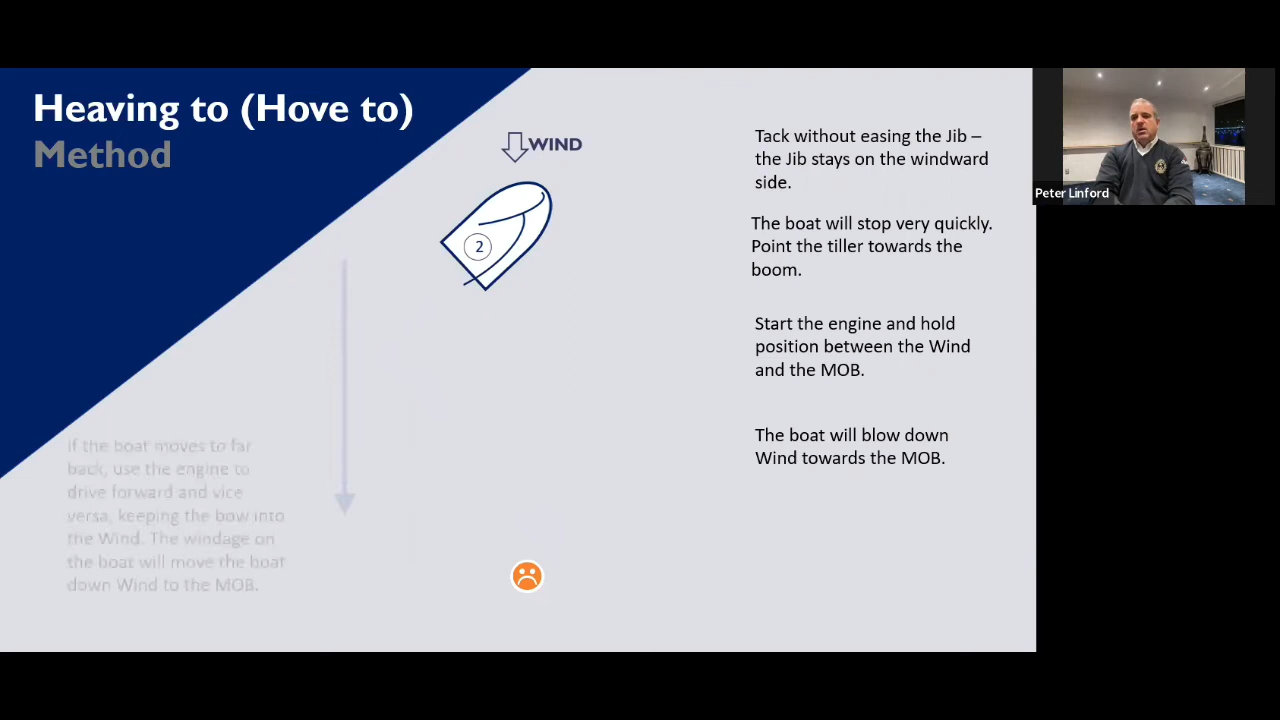 Heaving to (Hove to)
Method
WIND
2
Tack without easing the Jib –
the Jib stays on the windward
side.
The boat will stop very quickly.
Point the tiller towards the
boom.
Start the engine and hold
position between the Wind
and the MOB.
The boat will blow down
Wind towards the MOB.
If the boat moves to far
back, use the engine to
drive forward and vice
versa, keeping the bow into
the Wind. The windage on
the boat will move the boat
down Wind to the MOB.
Peter Linford